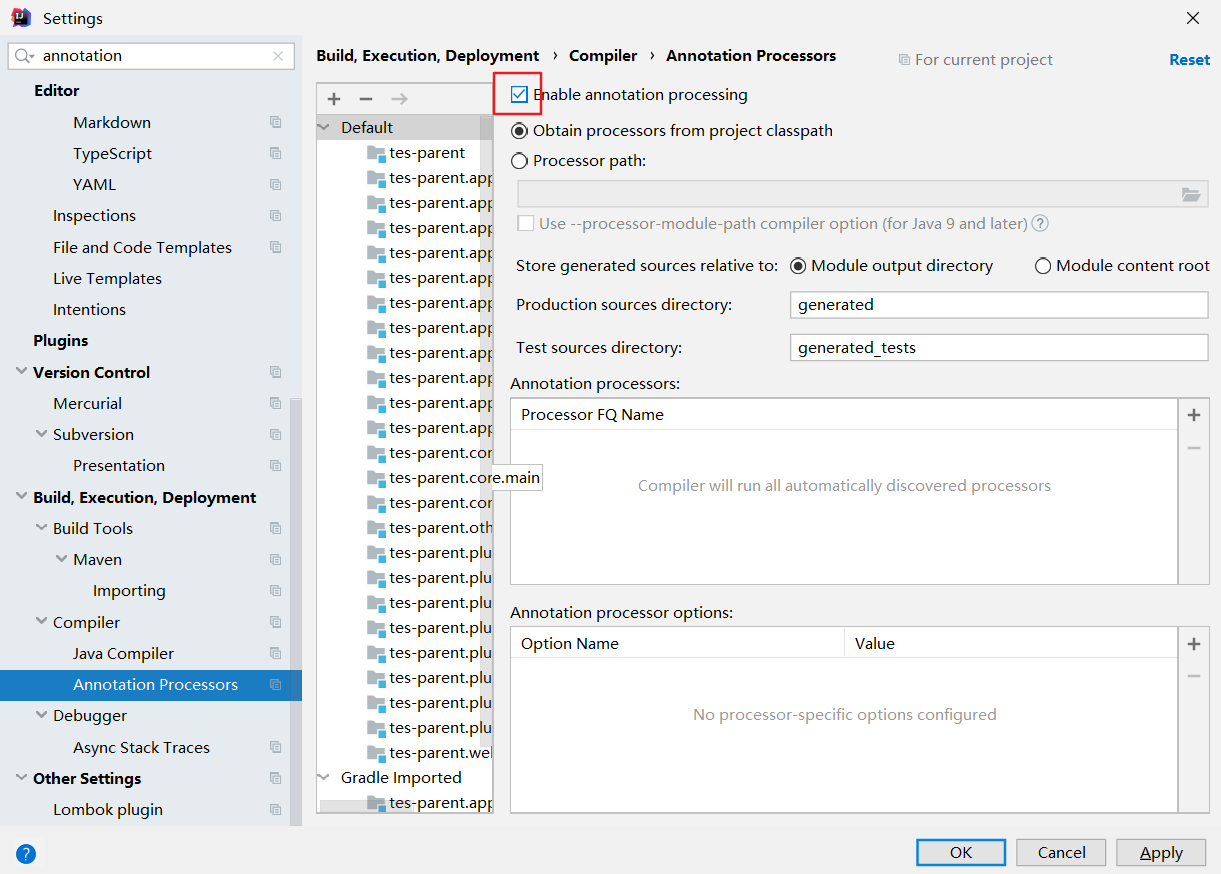 Settings
annotation
Editor
Markdown
TypeScript
YAML
Inspections
File and Code Templates
Live Templates
Intentions
Plugins
Version Control
Mercurial
Subversion
Presentation
Build, Execution, Deployment
Build Tools
Maven
Importing
Compiler
Java Compiler
Annotation Processors
Debugger
Async Stack Traces
Other Settings
Lombok plugin
Build, Execution, Deployment › Compiler › Annotation Processors
For current project
Reset
Default
tes-parent
tes-parent.app
tes-parent.app
tes-parent.app
tes-parent.app
tes-parent.app
tes-parent.app
tes-parent.app
tes-parent.app
tes-parent.app
tes-parent.app
tes-parent.app
tes-parent.cor
tes-parent.core.main
tes-parent.cor
tes-parent.oth
tes-parent.plu
tes-parent.plu
tes-parent.plu
tes-parent.plu
tes-parent.plu
tes-parent.plu
tes-parent.plu
tes-parent.plu
tes-parent.wel
Gradle Imported
tes-parent.app
Enable annotation processing
Obtain processors from project classpath
Processor path:
Use --processor-module-path compiler option (for Java 9 and later) ?
Store generated sources relative to: Module output directory Module content root
Production sources directory: generated
Test sources directory: generated_tests
Annotation processors:
Processor FQ Name
Compiler will run all automatically discovered processors
Annotation processor options:
Option Name Value
No processor-specific options configured
?
OK Cancel Apply